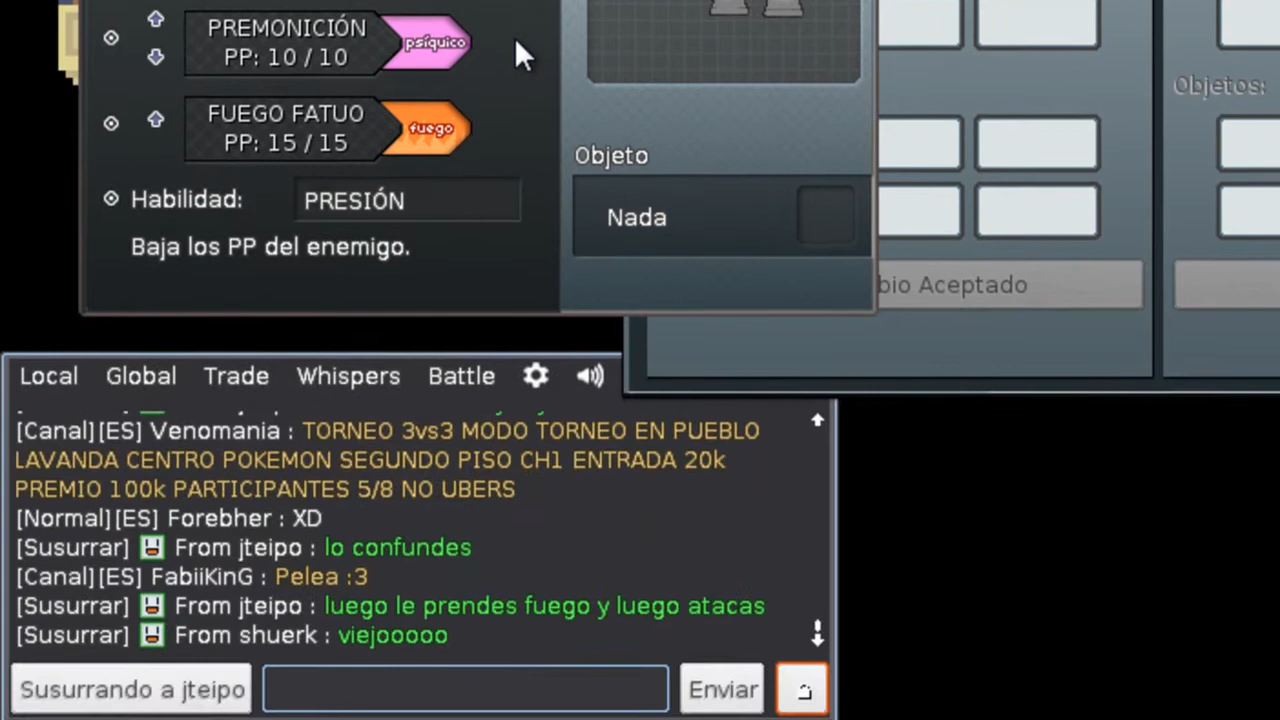 PREMONICIÓN
PP: 10 / 10
psíquico
FUEGO FATUO
PP: 15 / 15
fuego
Habilidad:
PRESIÓN
Baja los PP del enemigo.
Objeto
Nada
Objetos:
bio Aceptado
Local Global Trade Whispers Battle
[Canal][ES] Venomania : TORNEO 3vs3 MODO TORNEO EN PUEBLO
LAVANDA CENTRO POKEMON SEGUNDO PISO CH1 ENTRADA 20k
PREMIO 100k PARTICIPANTES 5/8 NO UBERS
[Normal][ES] Forebher : XD
[Susurrar] From jteipo : lo confundes
[Canal][ES] FabiiKinG : Pelea :3
[Susurrar] From jteipo : luego le prendes fuego y luego atacas
[Susurrar] From shuerk : viejooooo
Susurrando a jteipo
Enviar